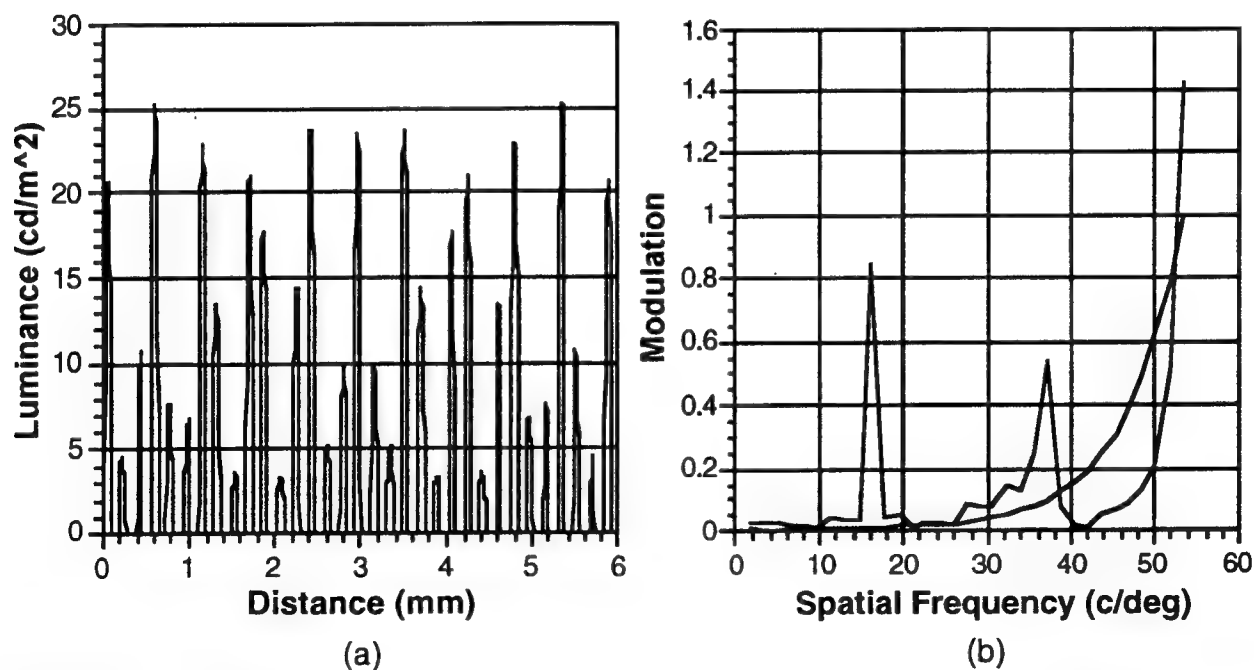 30
25
20
15
10
5
0
Luminance (cd/m^2)
0 1 2 3 4 5 6
Distance (mm)
(a)
1.6
1.4
1.2
1
0.8
0.6
0.4
0.2
0
Modulation
0 10 20 30 40 50 60
Spatial Frequency (c/deg)
(b)